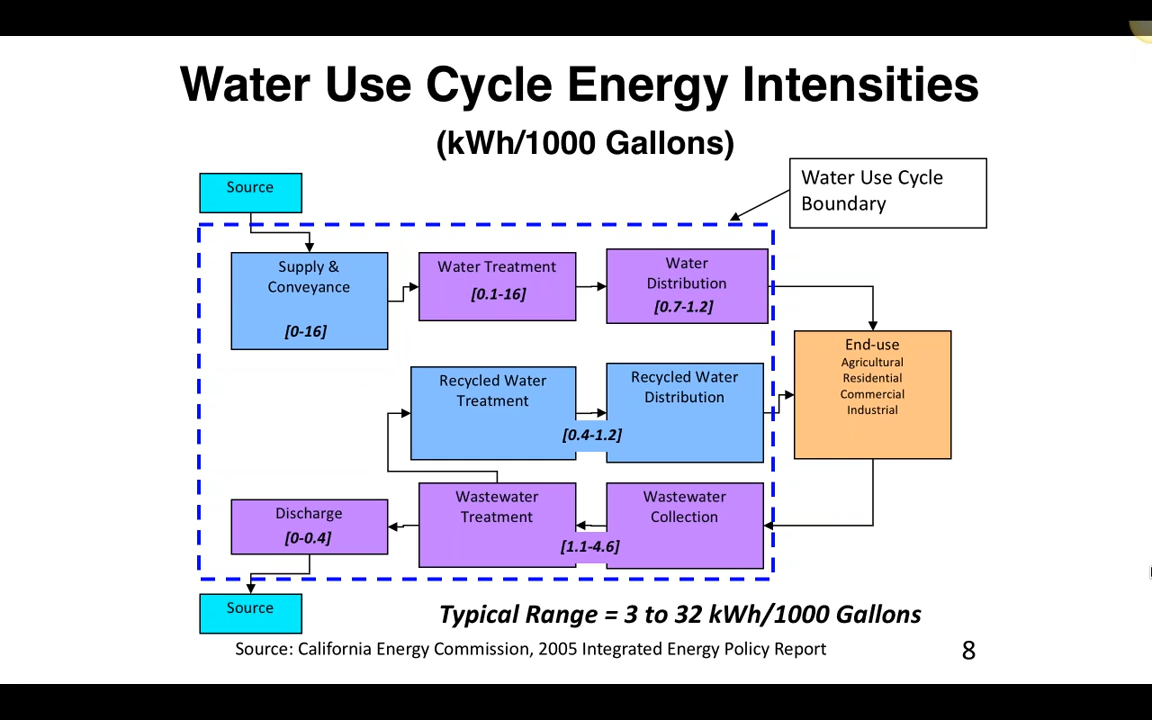 Water Use Cycle Energy Intensities
(kWh/1000 Gallons)
Water Use Cycle
Boundary
Source
Supply &
Conveyance
[0-16]
Water Treatment
[0.1-16]
Water
Distribution
[0.7-1.2]
End-use
Agricultural
Residential
Commercial
Industrial
Recycled Water
Treatment
Recycled Water
Distribution
[0.4-1.2]
Wastewater
Treatment
Wastewater
Collection
[1.1-4.6]
Discharge
[0-0.4]
Source
Typical Range = 3 to 32 kWh/1000 Gallons
Source: California Energy Commission, 2005 Integrated Energy Policy Report
8